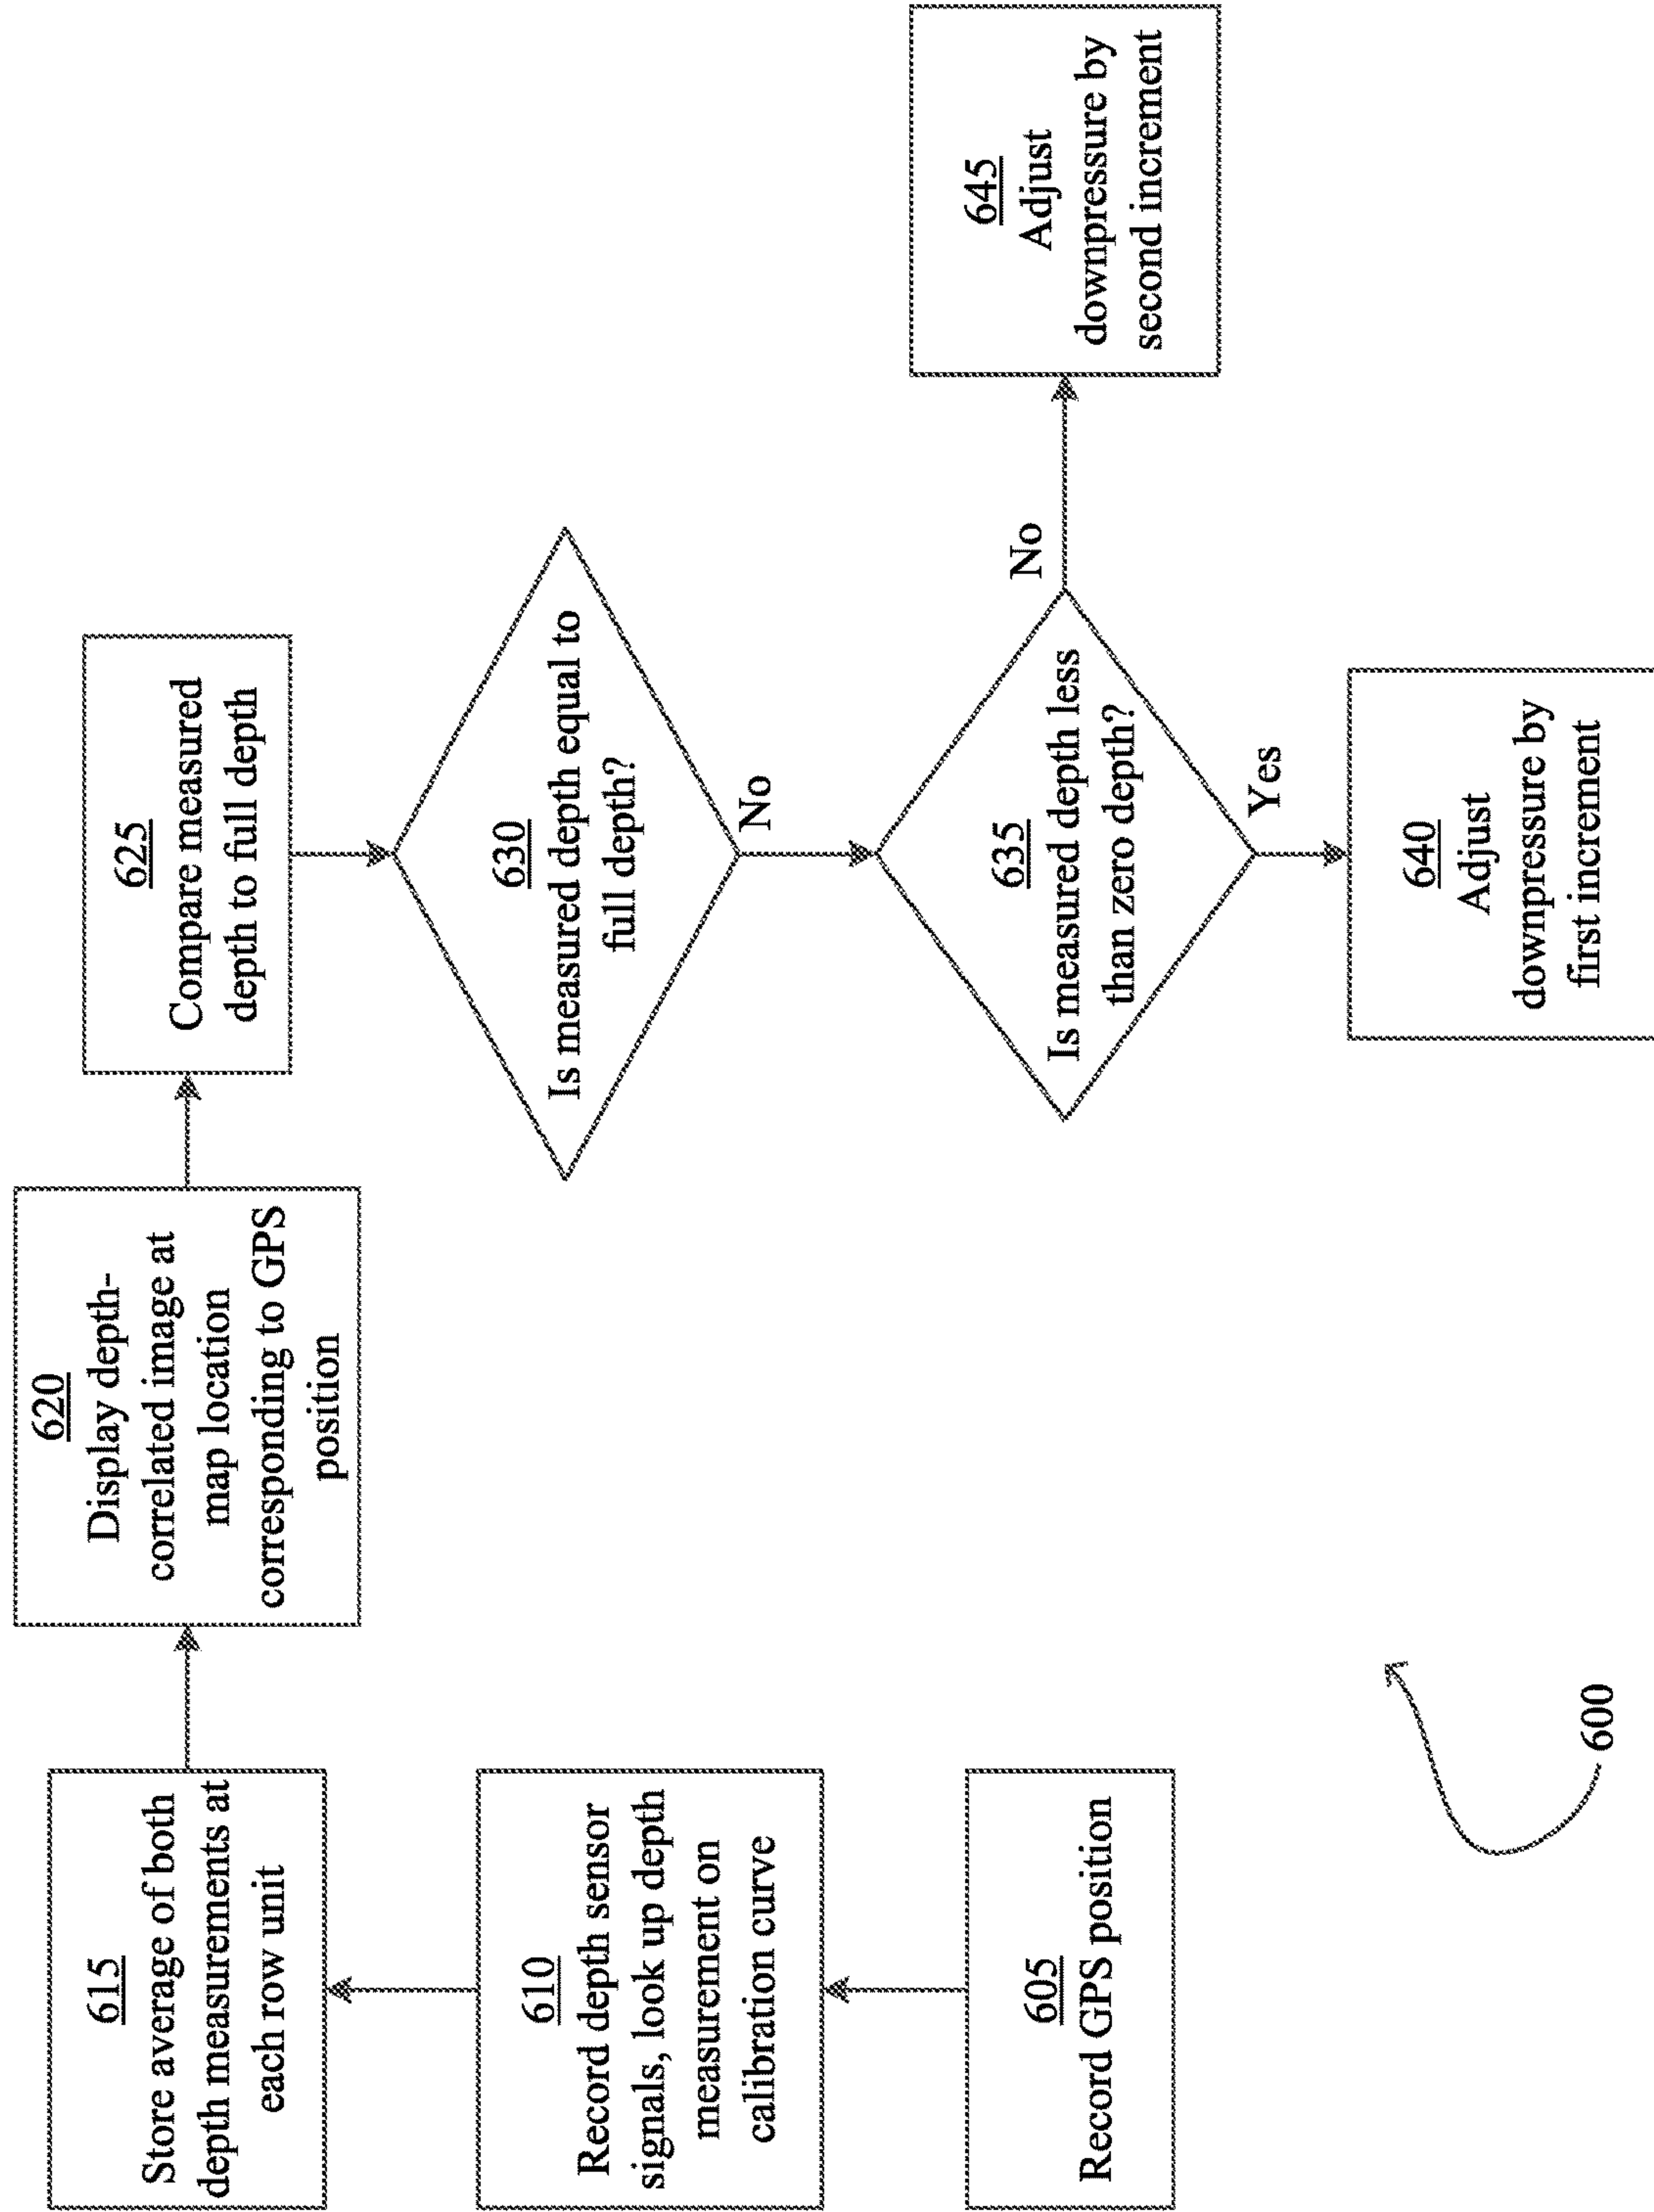 605
Record GPS position
610
Record depth sensor
signals, look up depth
measurement on
calibration curve
615
Store average of both
depth measurements at
each row unit
620
Display depth-
correlated image at
map location
corresponding to GPS
position
625
Compare measured
depth to full depth
630
Is measured depth equal to
full depth?
No
635
Is measured depth less
than zero depth?
No
Yes
640
Adjust
downpressure by
first increment
645
Adjust
downpressure by
second increment
600